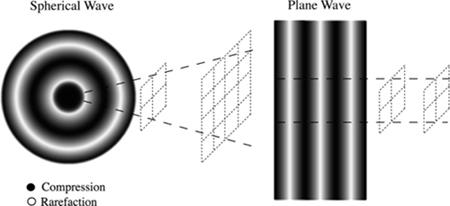 Spherical Wave
Plane Wave
Compression
Rarefaction